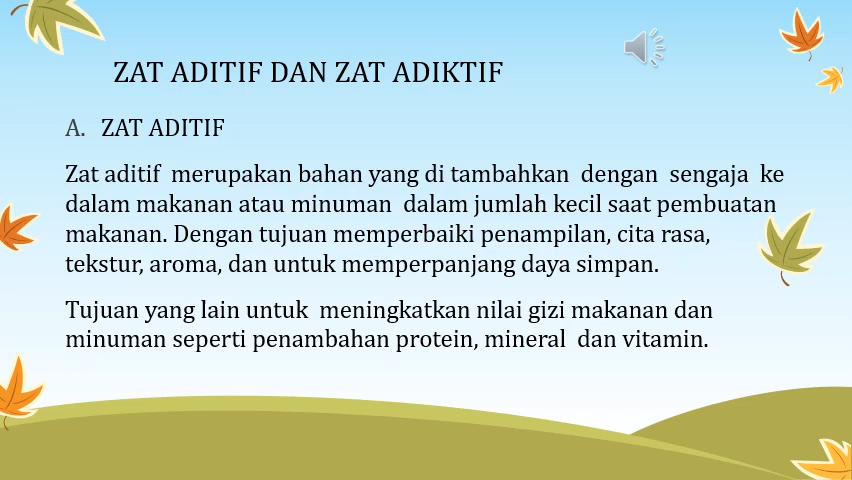 ZAT ADITIF DAN ZAT ADIKTIF
A. ZAT ADITIF
Zat aditif  merupakan bahan yang di tambahkan  dengan  sengaja  ke
dalam makanan atau minuman  dalam jumlah kecil saat pembuatan
makanan. Dengan tujuan memperbaiki penampilan, cita rasa,
tekstur, aroma, dan untuk memperpanjang daya simpan.
Tujuan yang lain untuk  meningkatkan nilai gizi makanan dan
minuman seperti penambahan protein, mineral  dan vitamin.